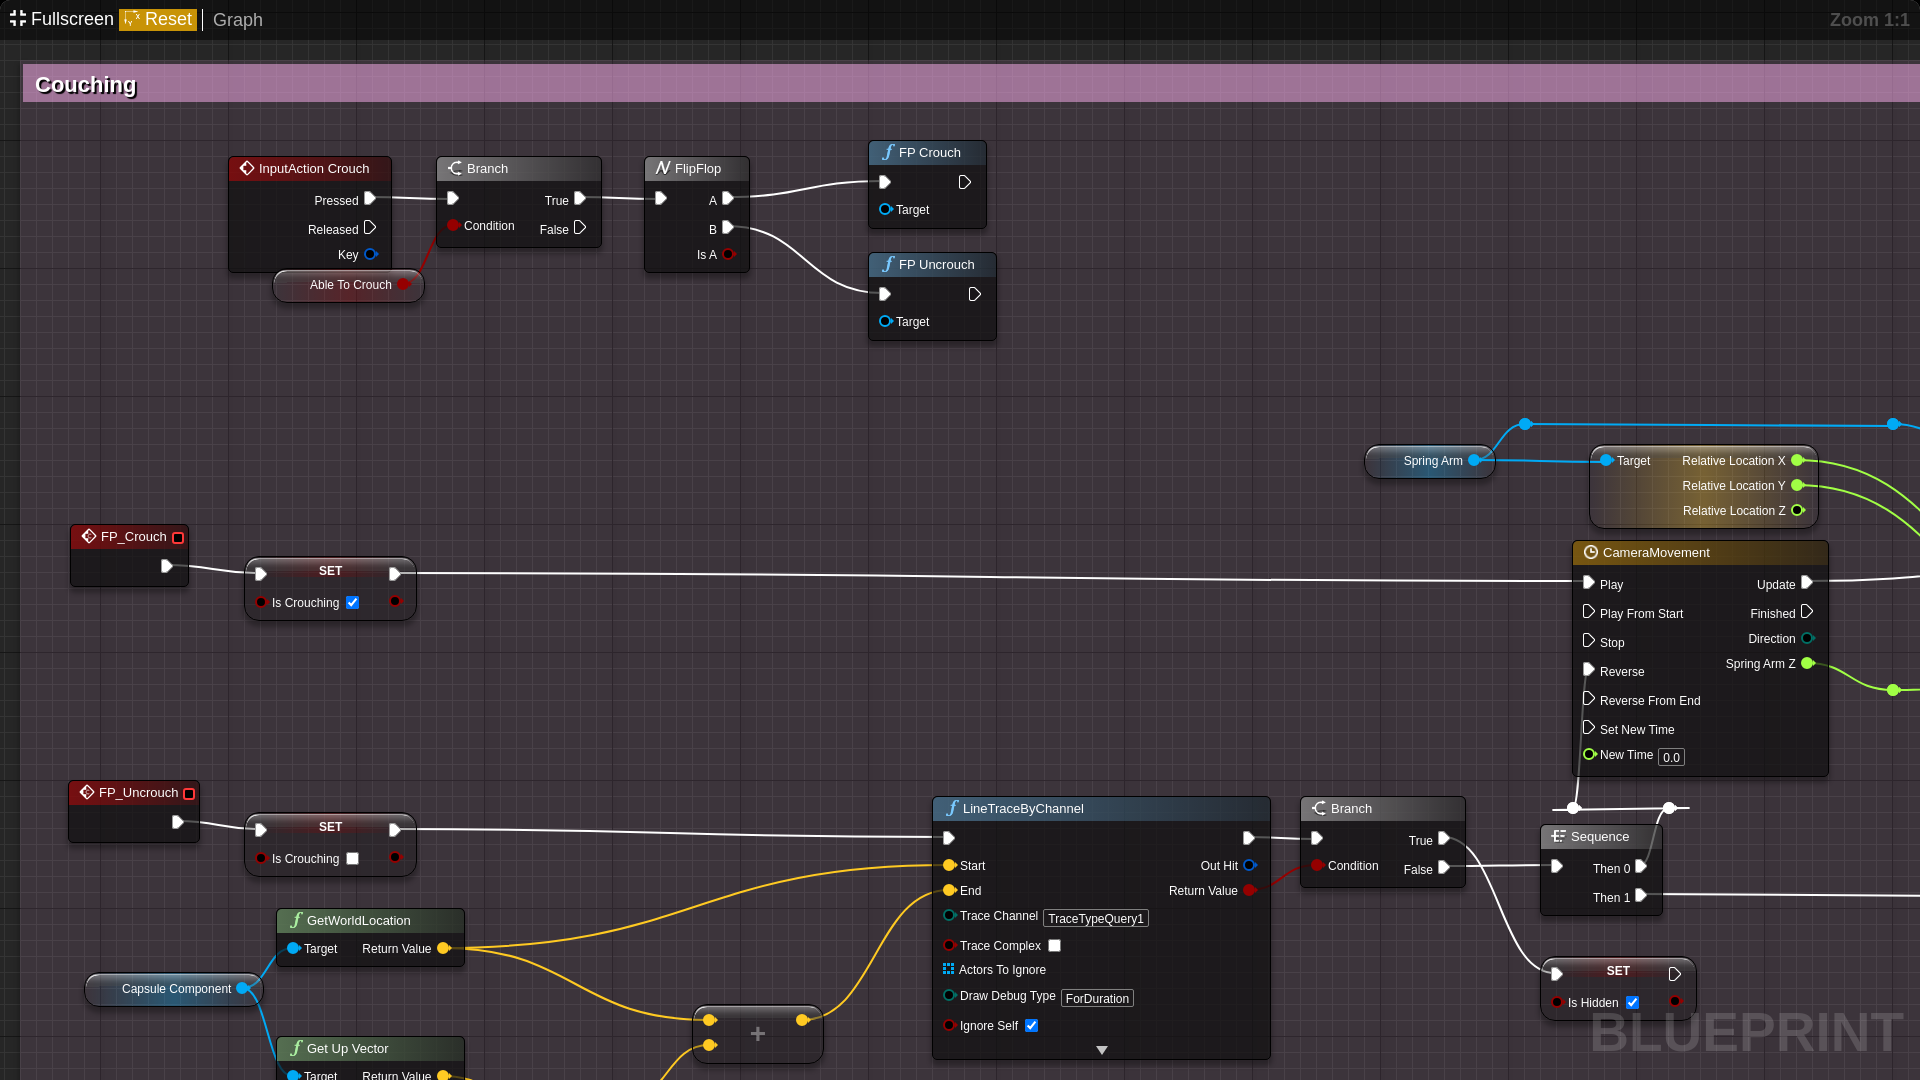 Fullscreen Reset Graph Zoom 1:1
Couching
InputAction Crouch
Pressed
Released
Key
Able To Crouch
Branch
True
Condition False
FlipFlop
A
B
Is A
FP Crouch
Target
FP Uncrouch
Target
Spring Arm
Target Relative Location X
Relative Location Y
Relative Location Z
FP_Crouch
SET
Is Crouching
CameraMovement
Play Update
Play From Start Finished
Stop Direction
Reverse Spring Arm Z
Reverse From End
Set New Time
New Time 0.0
FP_Uncrouch
SET
Is Crouching
LineTraceByChannel
Start Out Hit
End Return Value
Trace Channel TraceTypeQuery1
Trace Complex
Actors To Ignore
Draw Debug Type ForDuration
Ignore Self
Branch
True
Condition False
Sequence
Then 0
Then 1
SET
Is Hidden
GetWorldLocation
Target Return Value
Capsule Component
Get Up Vector
Target Return Value
+
BLUEPRINT